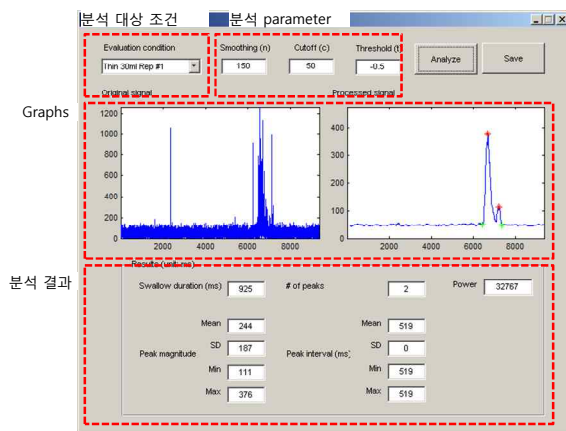 분석 대상 조건 분석 parameter
Evaluation condition Smoothing (n) Cutoff (c) Threshold (t)
Thin 30ml Rep #1 150 50 -0.5 Analyze Save
Original signal Processed signal
Graphs
1200
1000
800
600
400
200
0
2000 4000 6000 8000
400
300
200
100
0
2000 4000 6000 8000
분석 결과
Results (unit: ms)
Swallow duration (ms) 925 # of peaks 2 Power 32767
Mean 244 Mean 519
Peak magnitude SD 187 Peak interval (ms) SD 0
Min 111 Min 519
Max 376 Max 519